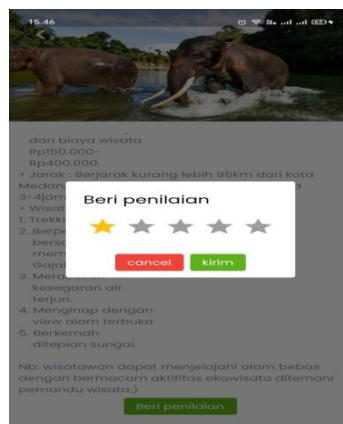 15.46
dan biaya wisata
Rp150.000-
Rp400.000.
> Jarak : Berjarak kurang lebih 95km dari kota
Medan,
3-4jam
> Wisat
1. Trekki
2. Berpe
bersa
mem
Gajal
3. Mera
kesegaran air
terjun.
4. Menginap dengan
view alam terbuka
5. Berkemah
ditepian sungai.
Nb: wisatawan dapat menjelajahi alam bebas
dengan bermacam aktifitas ekowisata ditemani
pemandu wisata:)
Beri penilaian
Beri penilaian
cancel kirim